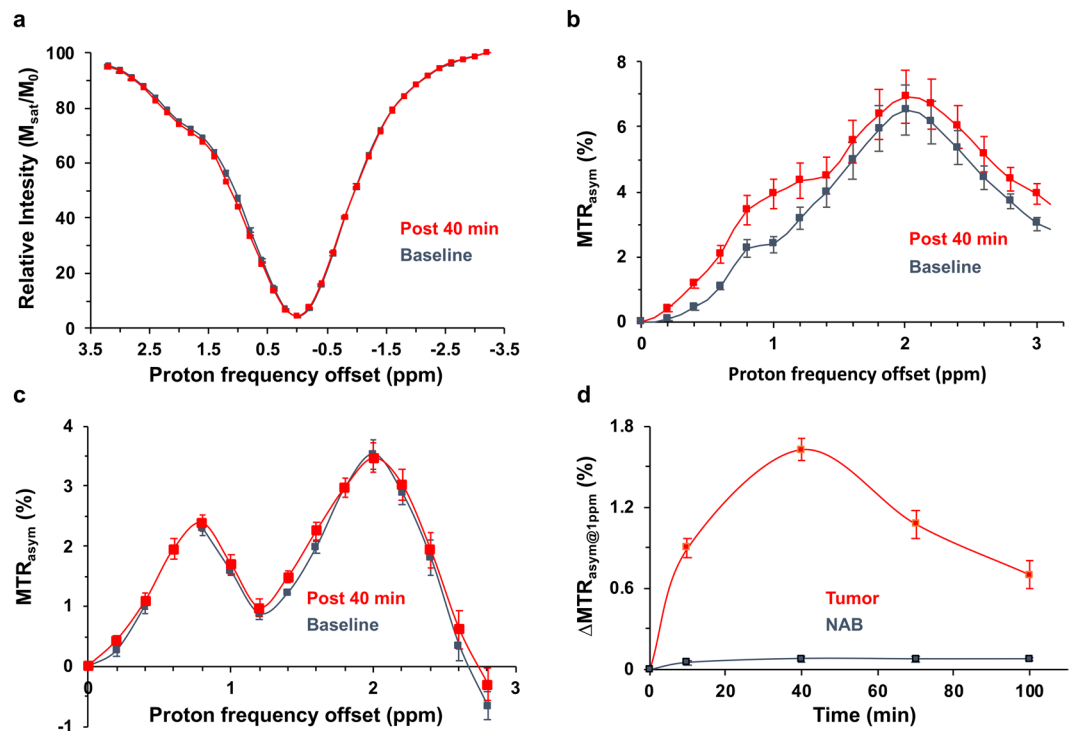 a
100
80
60
40
20
0
3.5 2.5 1.5 0.5 -0.5 -1.5 -2.5 -3.5
Relative Intesity (Msat/M0)
Proton frequency offset (ppm)
Post 40 min
Baseline
b
8
6
4
2
0
0 1 2 3
MTRasym (%)
Proton frequency offset (ppm)
Post 40 min
Baseline
c
4
3
2
1
0
-1
0 1 2 3
MTRasym (%)
Proton frequency offset (ppm)
Post 40 min
Baseline
d
1.8
1.2
0.6
0
0 20 40 60 80 100
ΔMTRasym@1ppm (%)
Time (min)
Tumor
NAB